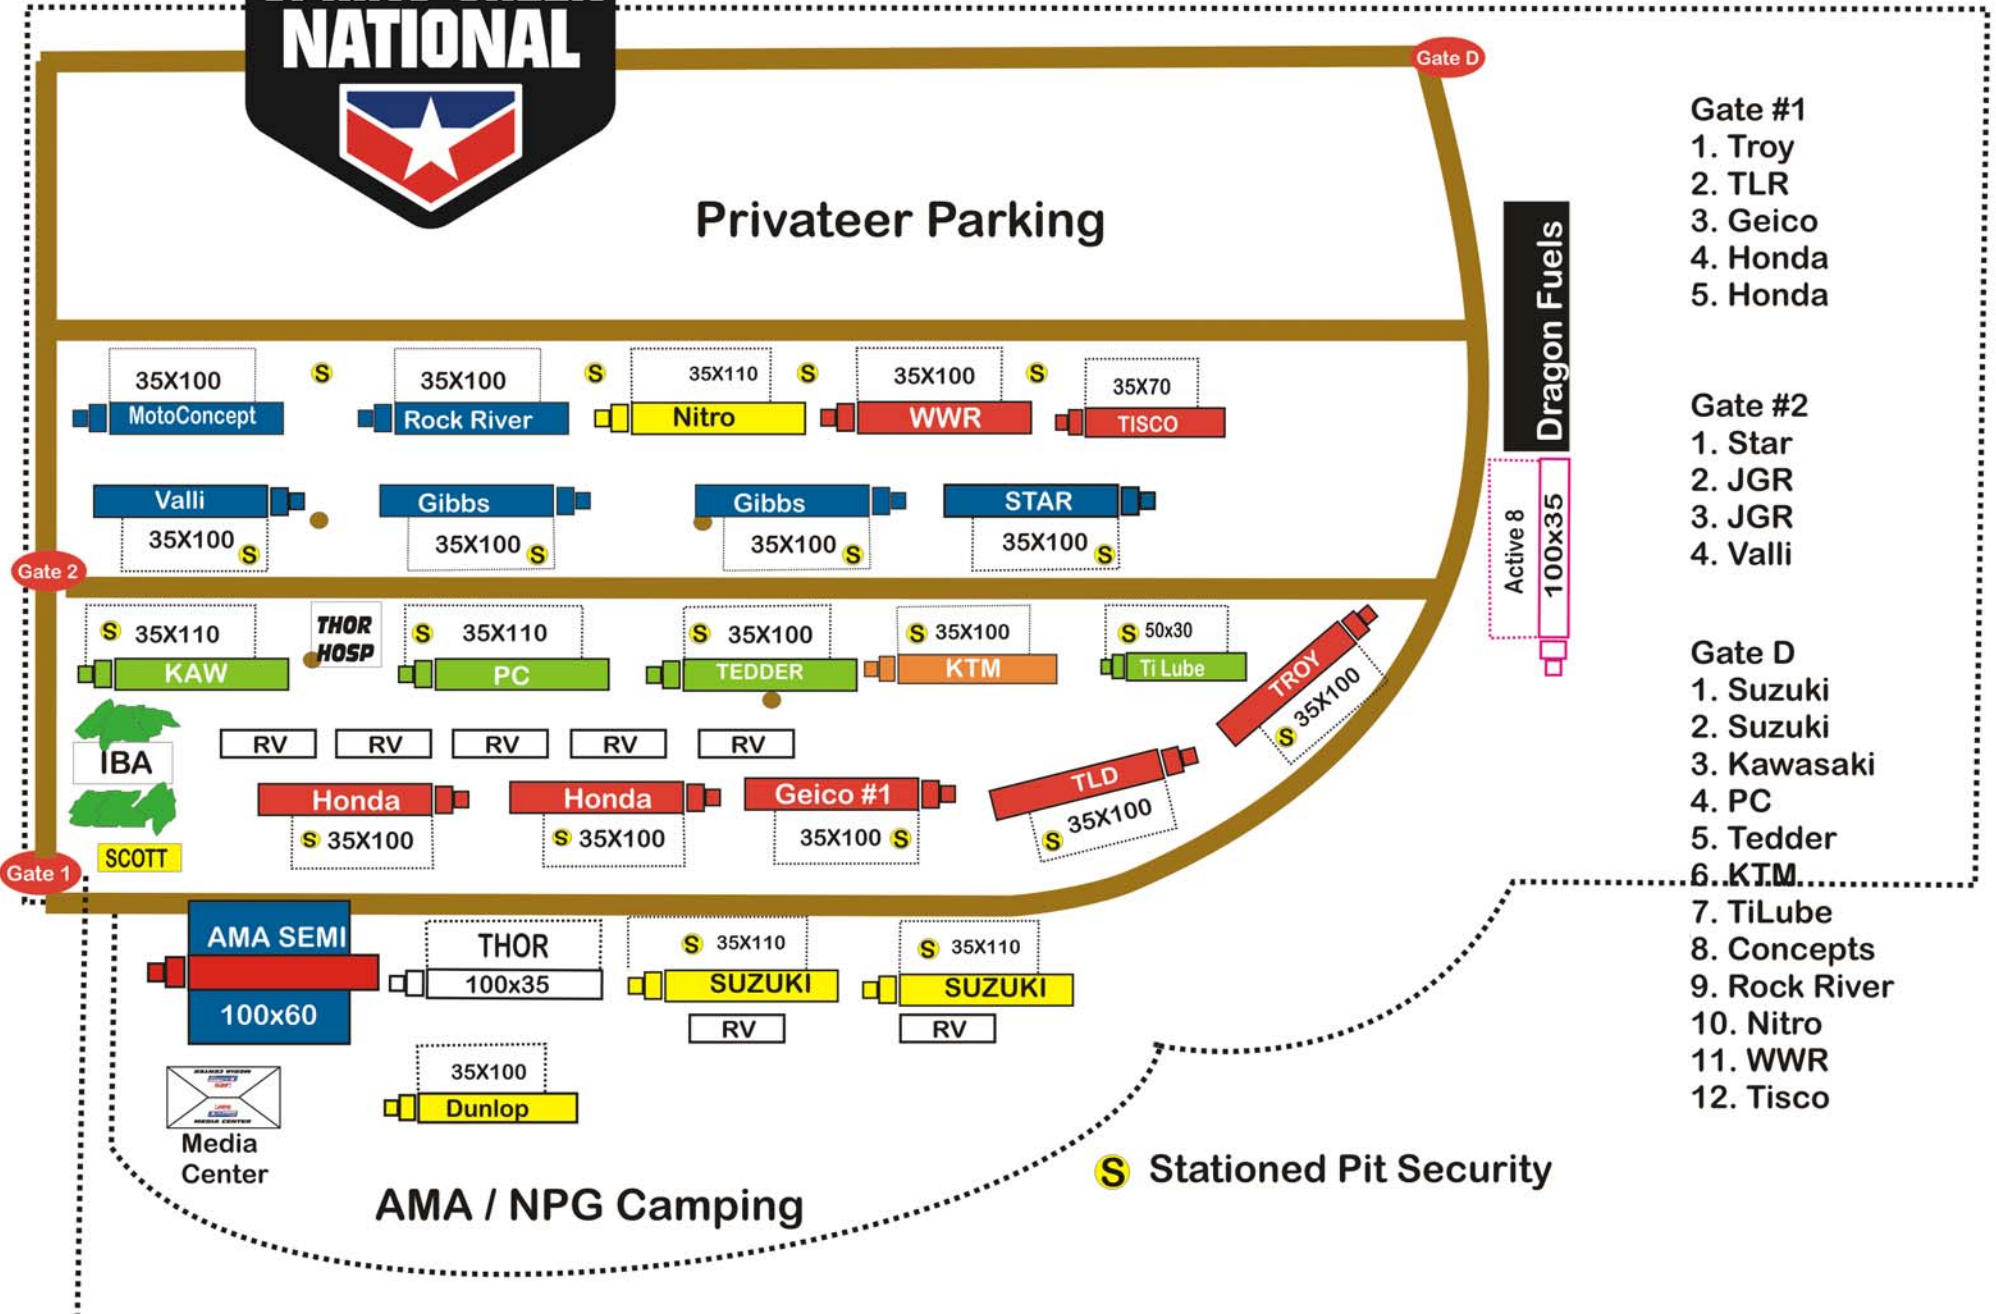 NATIONAL
Gate D
Privateer Parking
Dragon Fuels
35X100
S
35X100
S
35X110
S
35X100
S
35X70
MotoConcept
Rock River
Nitro
WWR
TISCO
Valli
Gibbs
Gibbs
STAR
35X100 S
35X100 S
35X100 S
35X100 S
Active 8
100x35
Gate 2
S 35X110
THOR
HOSP
S 35X110
S 35X100
S 35X100
S 50x30
KAW
PC
TEDDER
KTM
Ti Lube
TROY
S 35X100
IBA
RV
RV
RV
RV
RV
Honda
Honda
Geico #1
TLD
S 35X100
S 35X100
35X100 S
S 35X100
SCOTT
Gate 1
AMA SEMI
100x60
THOR
100x35
S 35X110
SUZUKI
RV
S 35X110
SUZUKI
RV
35X100
Dunlop
MEDIA CENTER
MEDIA CENTER
Media
Center
AMA / NPG Camping
S Stationed Pit Security
Gate #1
1. Troy
2. TLR
3. Geico
4. Honda
5. Honda
Gate #2
1. Star
2. JGR
3. JGR
4. Valli
Gate D
1. Suzuki
2. Suzuki
3. Kawasaki
4. PC
5. Tedder
6. KTM
7. TiLube
8. Concepts
9. Rock River
10. Nitro
11. WWR
12. Tisco